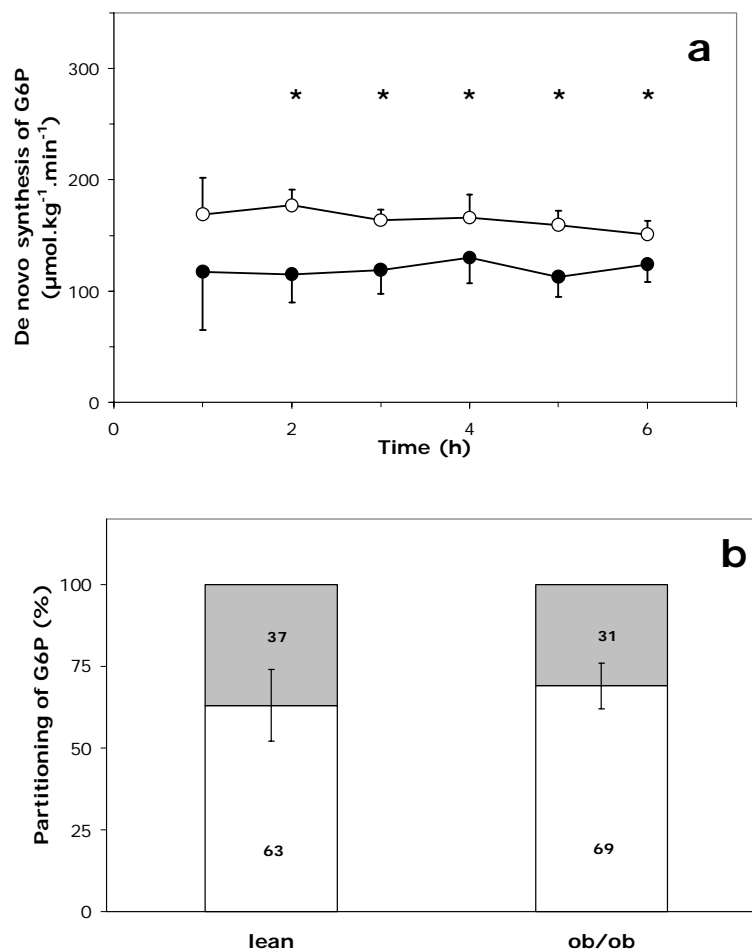 a
300
* * * * *
200
100
0
0 2 4 6
De novo synthesis of G6P
(µmol.kg-1.min-1)
Time (h)
b
100
75
50
25
0
Partitioning of G6P (%)
37
31
63
69
lean ob/ob